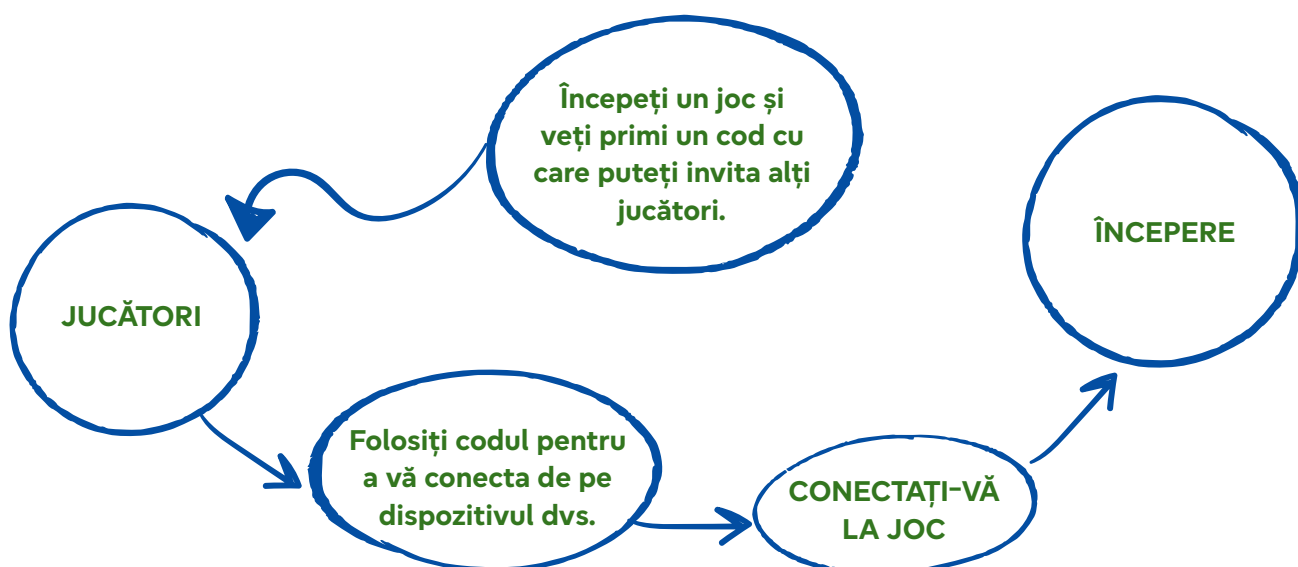 Începeți un joc și
veți primi un cod cu
care puteți invita alți
jucători.
JUCĂTORI
Folosiți codul pentru
a vă conecta de pe
dispozitivul dvs.
CONECTAȚI-VĂ
LA JOC
ÎNCEPERE